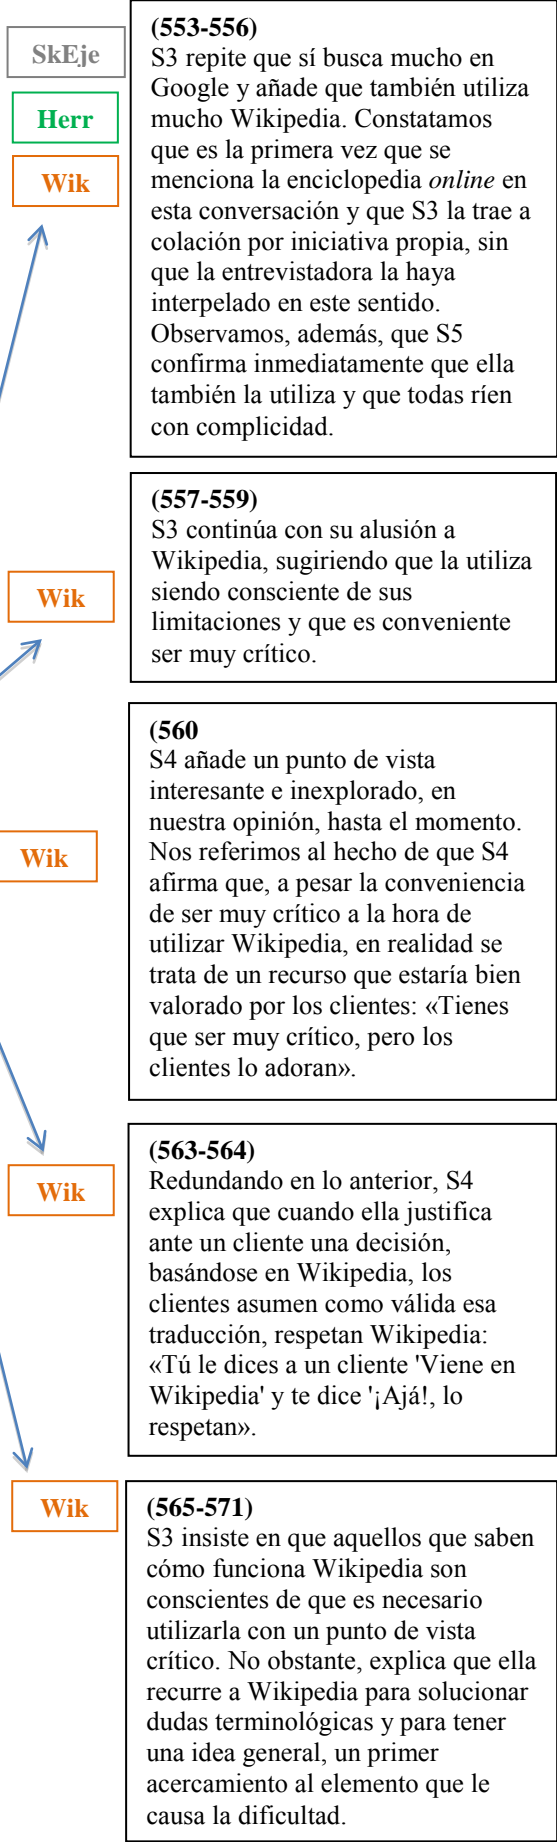 SkEje
Herr
Wik
(553-556)
S3 repite que sí busca mucho en
Google y añade que también utiliza
mucho Wikipedia. Constatamos
que es la primera vez que se
menciona la enciclopedia online en
esta conversación y que S3 la trae a
colación por iniciativa propia, sin
que la entrevistadora la haya
interpelado en este sentido.
Observamos, además, que S5
confirma inmediatamente que ella
también la utiliza y que todas ríen
con complicidad.
Wik
(557-559)
S3 continúa con su alusión a
Wikipedia, sugiriendo que la utiliza
siendo consciente de sus
limitaciones y que es conveniente
ser muy crítico.
Wik
(560
S4 añade un punto de vista
interesante e inexplorado, en
nuestra opinión, hasta el momento.
Nos referimos al hecho de que S4
afirma que, a pesar la conveniencia
de ser muy crítico a la hora de
utilizar Wikipedia, en realidad se
trata de un recurso que estaría bien
valorado por los clientes: «Tienes
que ser muy crítico, pero los
clientes lo adoran».
Wik
(563-564)
Redundando en lo anterior, S4
explica que cuando ella justifica
ante un cliente una decisión,
basándose en Wikipedia, los
clientes asumen como válida esa
traducción, respetan Wikipedia:
«Tú le dices a un cliente 'Viene en
Wikipedia' y te dice '¡Ajá!, lo
respetan».
Wik
(565-571)
S3 insiste en que aquellos que saben
cómo funciona Wikipedia son
conscientes de que es necesario
utilizarla con un punto de vista
crítico. No obstante, explica que ella
recurre a Wikipedia para solucionar
dudas terminológicas y para tener
una idea general, un primer
acercamiento al elemento que le
causa la dificultad.